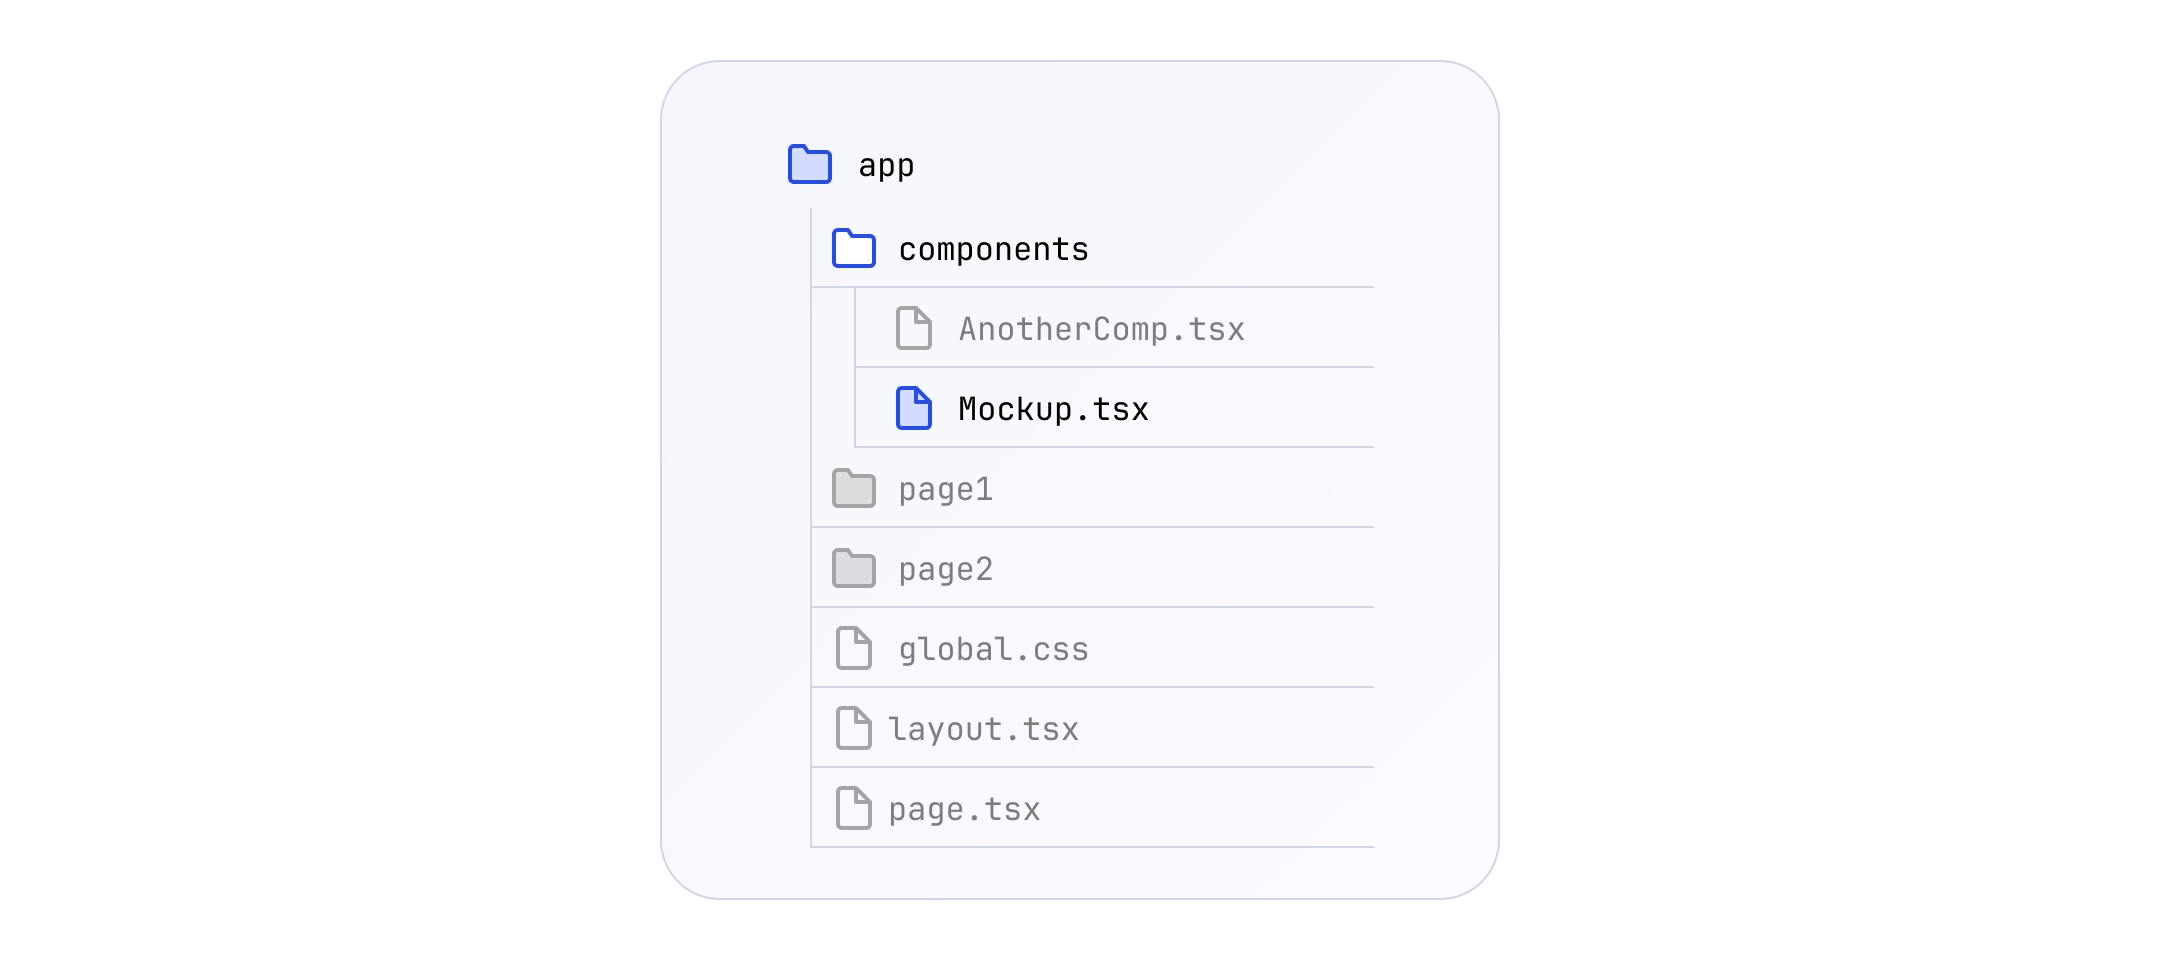 app
components
AnotherComp.tsx
Mockup.tsx
page1
page2
global.css
layout.tsx
page.tsx